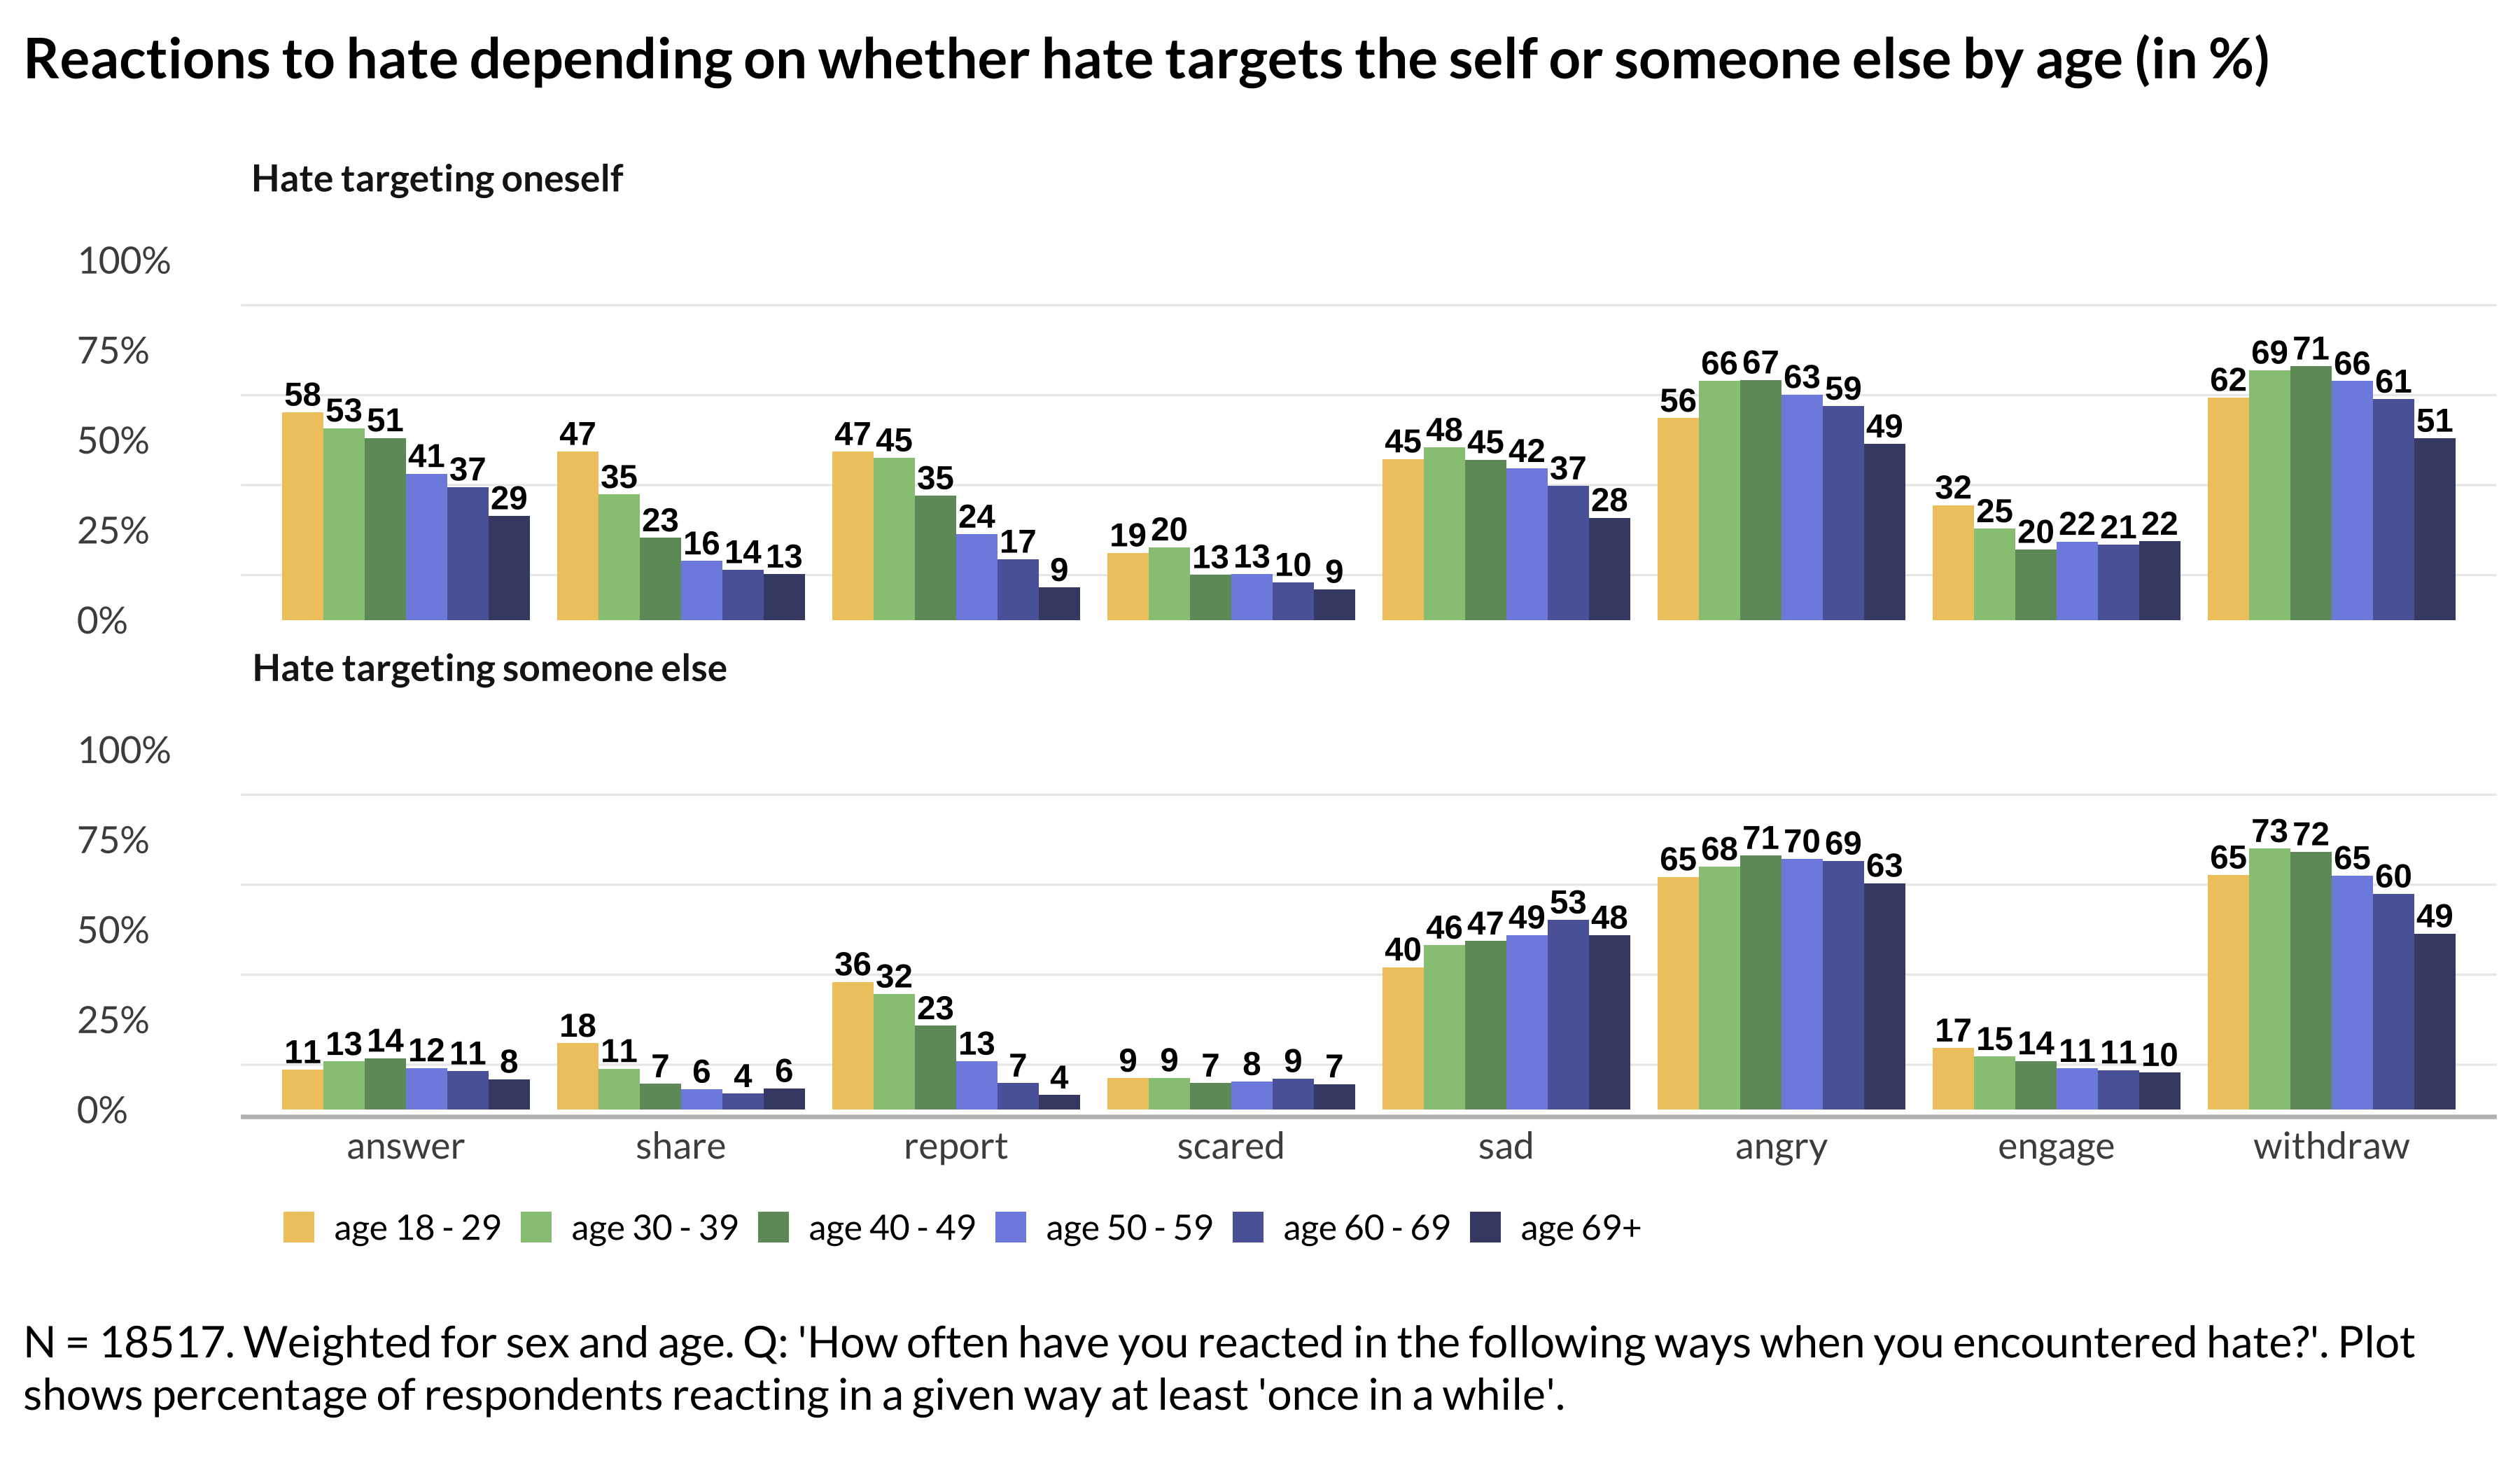 Reactions to hate depending on whether hate targets the self or someone else by age (in %)
Hate targeting oneself
100%
75%
50%
25%
0%
58 53 51 41 37 29
47 35 23 16 14 13
47 45 35 24 17 9
19 20 13 13 10 9
45 48 45 42 37 28
56 66 67 63 59 49
32 25 20 22 21 22
62 69 71 66 61 51
Hate targeting someone else
100%
75%
50%
25%
0%
11 13 14 12 11 8
18 11 7 6 4 6
36 32 23 13 7 4
9 9 7 8 9 7
40 46 47 49 53 48
65 68 71 70 69 63
17 15 14 11 11 10
65 73 72 65 60 49
answer share report scared sad angry engage withdraw
age 18 - 29 age 30 - 39 age 40 - 49 age 50 - 59 age 60 - 69 age 69+
N = 18517. Weighted for sex and age. Q: 'How often have you reacted in the following ways when you encountered hate?'. Plot
shows percentage of respondents reacting in a given way at least 'once in a while'.